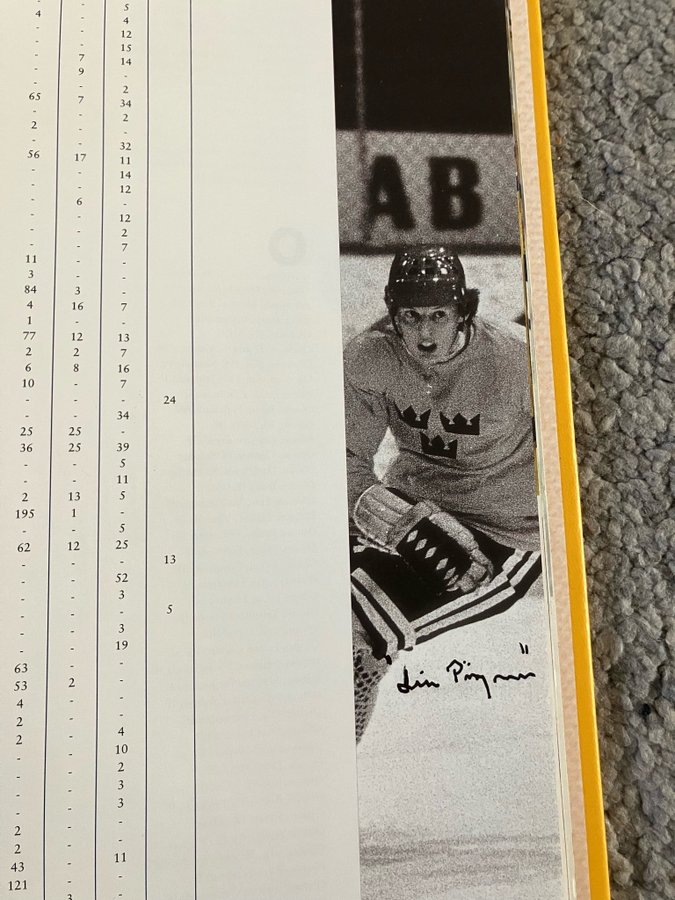 - - 5
4 - 4
- - 12
- - 15
- 7 14
- 9 -
- - 2
65 7 34
- - 2
2 - -
- - 32
56 17 11
- - 14
- - 12
- 6 -
- - 12
- - 2
- - 7
11 - -
3 - -
84 3 -
4 16 7
1 - -
77 12 13
2 2 7
6 8 16
10 - 7
- - - 24
- - 34
25 25 -
36 25 39
- - 5
- - 11
2 13 5
195 1 -
- - 5
62 12 25
- - - 13
- - 52
- - 3
- - - 5
- - 3
- - 19
63 - -
53 2 -
4 - -
2 - -
2 - 4
- - 10
- - 2
- - 3
- - 3
2 - -
2 - -
43 - 11
121 - -
3 -
AB